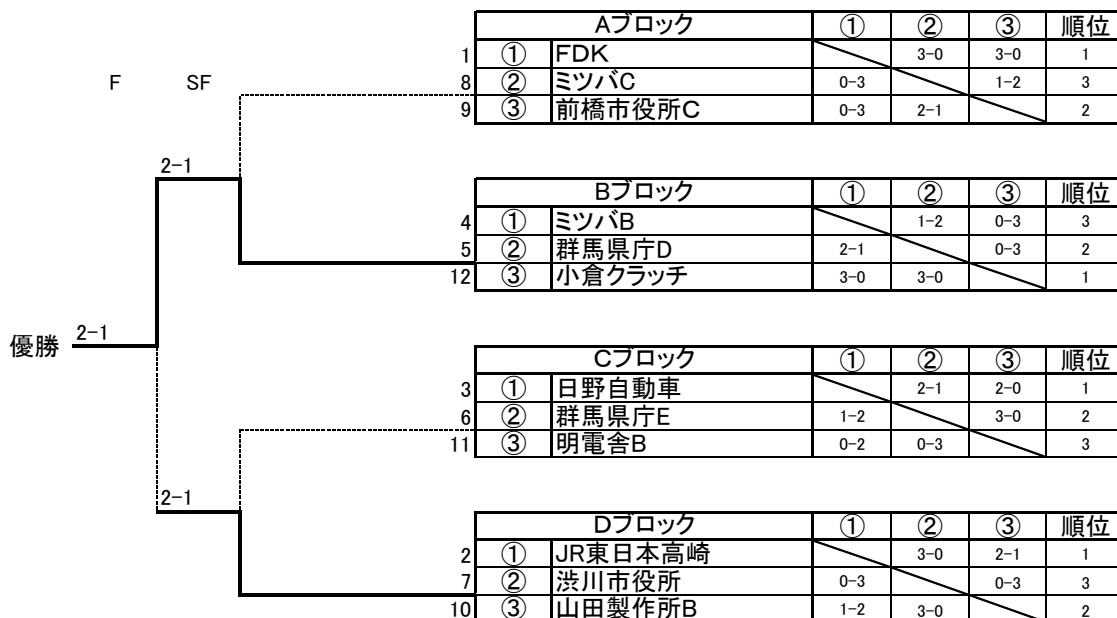 Aブロック ① ② ③ 順位
1 ① FDK 3-0 3-0 1
F SF 8 ② ミツバC 0-3 1-2 3
9 ③ 前橋市役所C 0-3 2-1 2
2-1
Bブロック ① ② ③ 順位
4 ① ミツバB 1-2 0-3 3
5 ② 群馬県庁D 2-1 0-3 2
12 ③ 小倉クラッチ 3-0 3-0 1
優勝 2-1
Cブロック ① ② ③ 順位
3 ① 日野自動車 2-1 2-0 1
6 ② 群馬県庁E 1-2 3-0 2
11 ③ 明電舎B 0-2 0-3 3
2-1
Dブロック ① ② ③ 順位
2 ① JR東日本高崎 3-0 2-1 1
7 ② 渋川市役所 0-3 0-3 3
10 ③ 山田製作所B 1-2 3-0 2